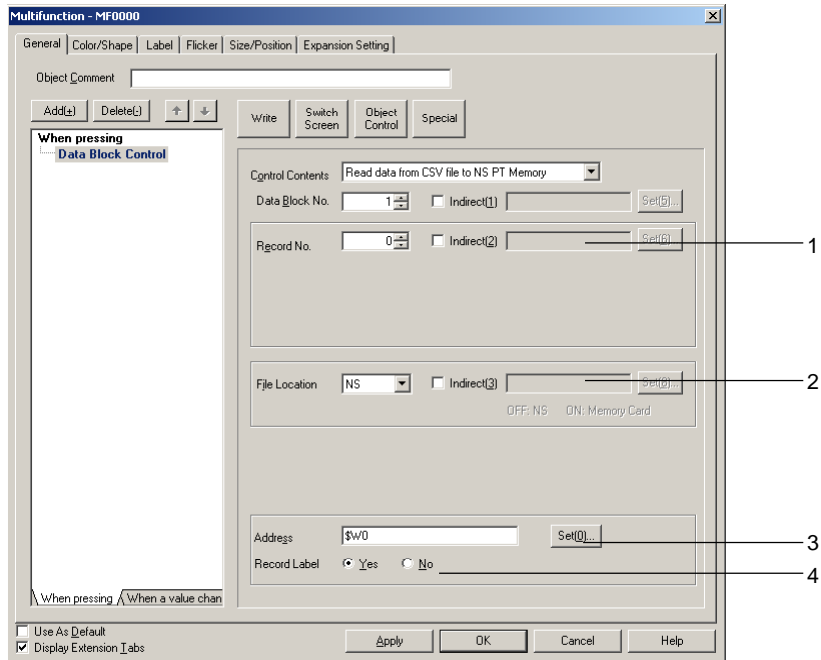 Multifunction - MF0000
General Color/Shape Label Flicker Size/Position Expansion Setting
Object Comment
Add(+) Delete(-) Write Switch Screen Object Control Special
When pressing
Data Block Control
Control Contents Read data from CSV file to NS PT Memory
Data Block No. 1 Indirect(1) Set(5)...
Record No. 0 Indirect(2) Set(6)... 1
File Location NS Indirect(3) Set(8)... 2
OFF: NS ON: Memory Card
Address $W0 Set(0)... 3
Record Label Yes No 4
When pressing When a value chan
Use As Default
Display Extension Tabs
Apply OK Cancel Help